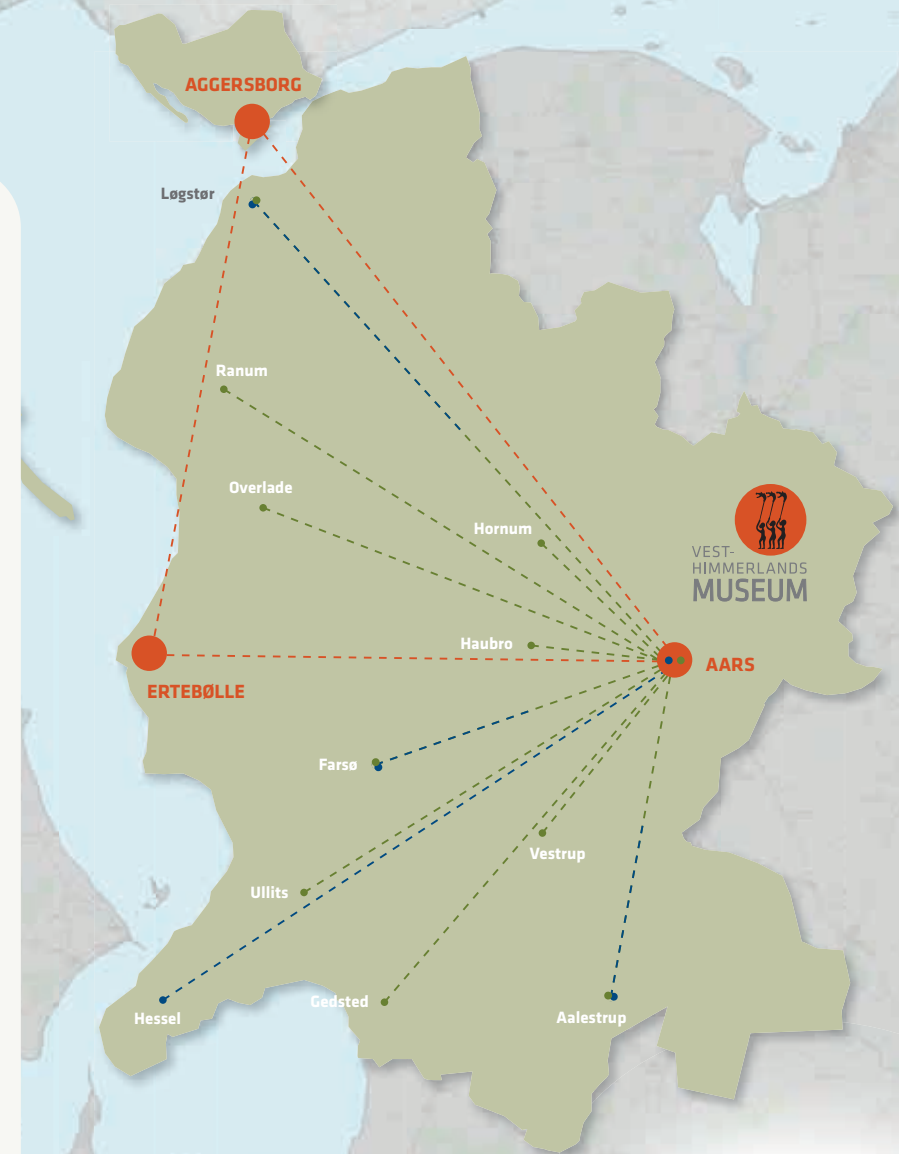 AGGERSBORG
Løgstør
Ranum
Overlade
Hornum
VEST-
HIMMERLANDS
MUSEUM
Haubro
AARS
ERTEBØLLE
Farsø
Vestrup
Ullits
Gedsted
Hessel
Aalestrup